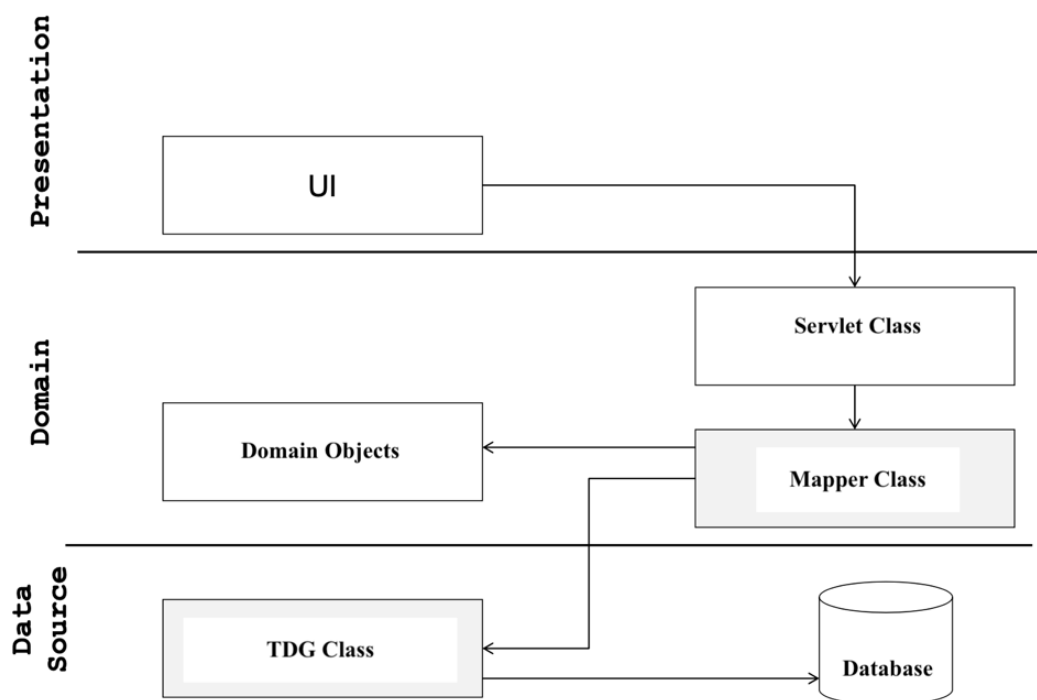 Presentation
UI
Domain
Servlet Class
Domain Objects
Mapper Class
Data
Source
TDG Class
Database